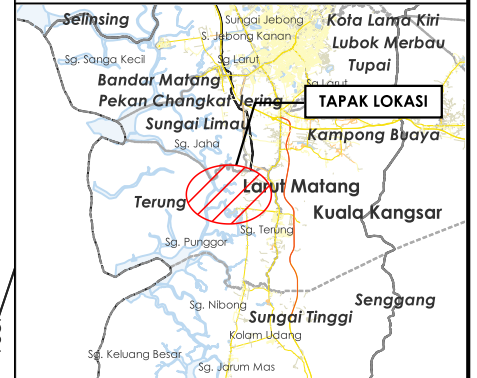 Selinsing
Sungai Jebong
Kota Lama Kiri
S. Jebong Kanan
Lubok Merbau
Sg. Sanga Kecil
Sg Larut
Tupai
Bandar Matang
Sg Larut
Pekan Changkat Jering
TAPAK LOKASI
Sungai Limau
Kampong Buaya
Sg. Jaha
Larut Matang
Terung
Kuala Kangsar
Sg. Terung
Sg. Punggor
Sg. Nibong
Senggang
Sungai Tinggi
Kolam Udang
Sg. Keluang Besar
Sg. Jarum Mas